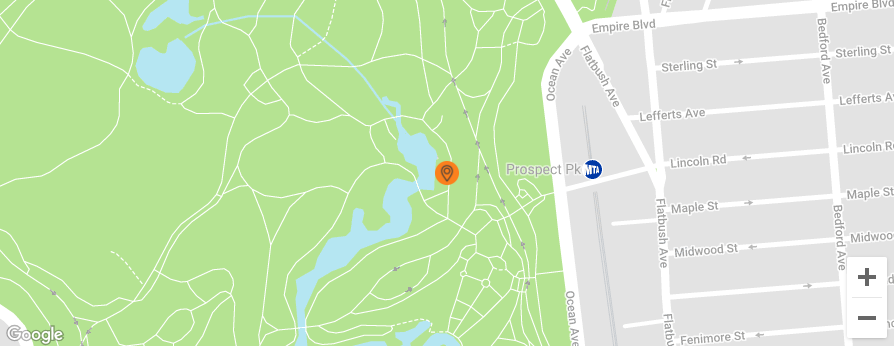 Empire Blvd
Empire Blvd
Ocean Ave
Flatbush Ave
Bedford Ave
Sterling St
Sterling St
Lefferts Ave
Lefferts Ave
Prospect Pk
MTA
Lincoln Rd
Lincoln Rd
Maple St
Maple St
Flatbush Ave
Bedford Ave
Midwood St
Midwood
Ocean Ave
Flatbu
Fenimore St
Google